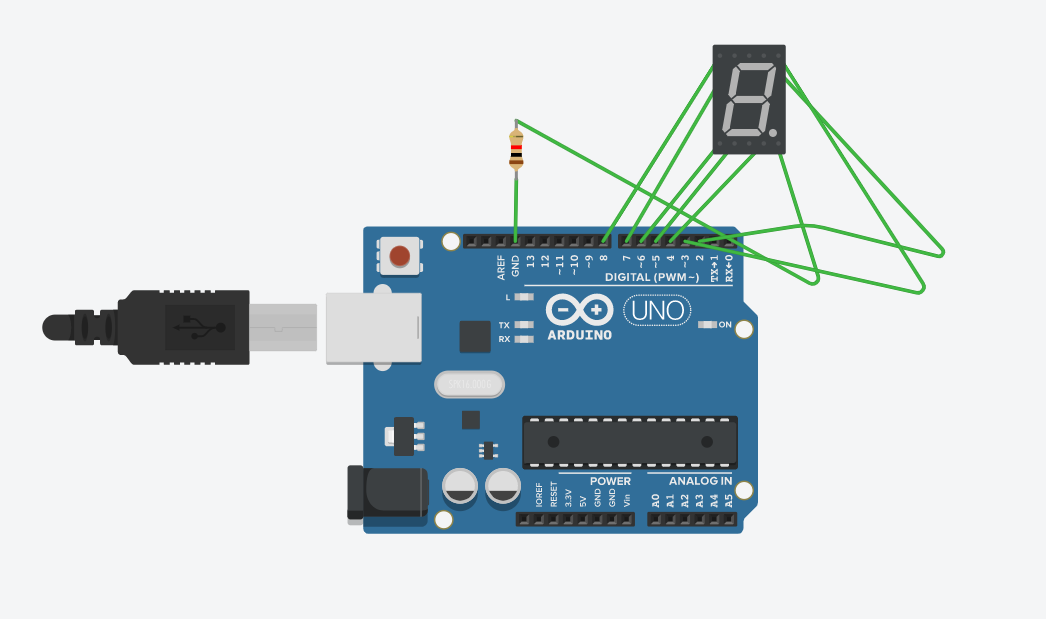 AREF
GND
13
12
~11
~10
~9
8
7
~6
~5
4
~3
2
TX→1
RX←0
DIGITAL (PWM~)
L
TX
RX
ARDUINO
UNO
ON
POWER
ANALOG IN
IOREF
RESET
3.3V
5V
GND
GND
Vin
A0
A1
A2
A3
A4
A5